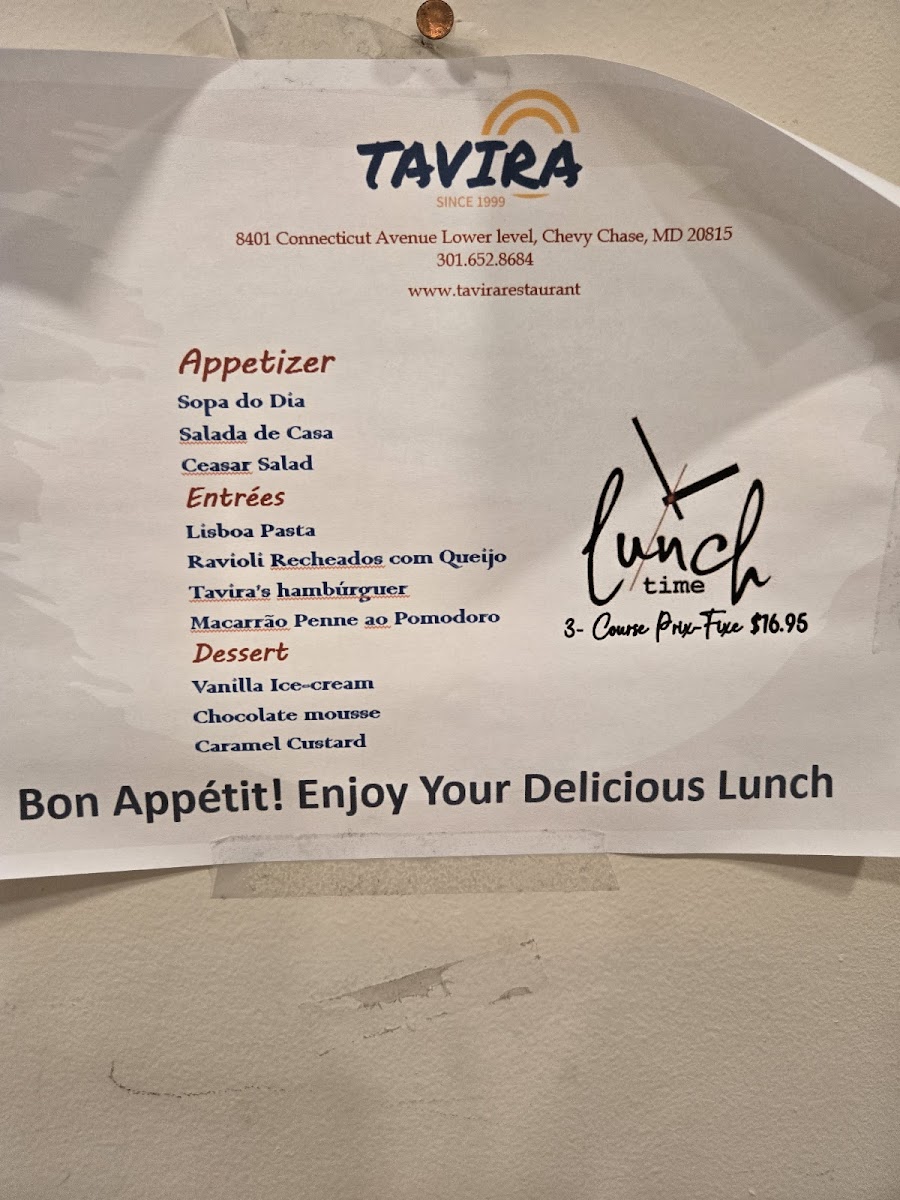 TAVIRA
SINCE 1999
8401 Connecticut Avenue Lower level, Chevy Chase, MD 20815
301.652.8684
www.tavirarestaurant
Appetizer
Sopa do Dia
Salada de Casa
Ceasar Salad
Entrées
Lisboa Pasta
Ravioli Recheados com Queijo
Tavira's hambúrguer
Macarrão Penne ao Pomodoro
Dessert
Vanilla Ice-cream
Chocolate mousse
Caramel Custard
lunch
time
3- Course Prix-Fixe $16.95
Bon Appétit! Enjoy Your Delicious Lunch